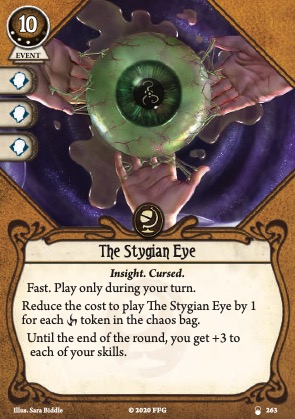 10
EVENT
The Stygian Eye
Insight. Cursed.
Fast. Play only during your turn.
Reduce the cost to play The Stygian Eye by 1
for each token in the chaos bag.
Until the end of the round, you get +3 to
each of your skills.
Illus. Sara Biddle
© 2020 FFG
263